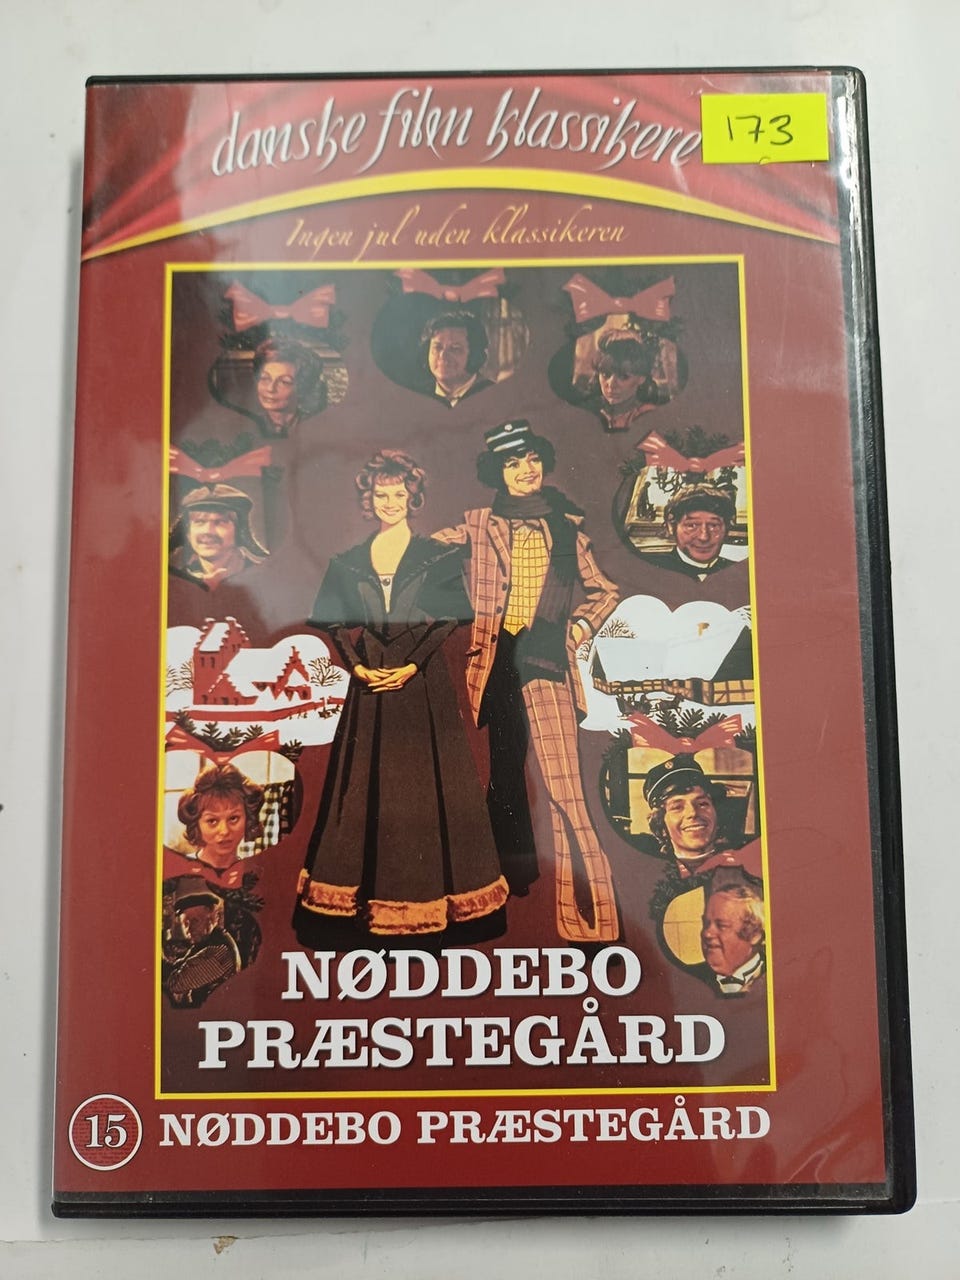 danske film klassikere
173
Ingen jul uden klassikeren
NØDDEBO
PRÆSTEGÅRD
15
NØDDEBO PRÆSTEGÅRD